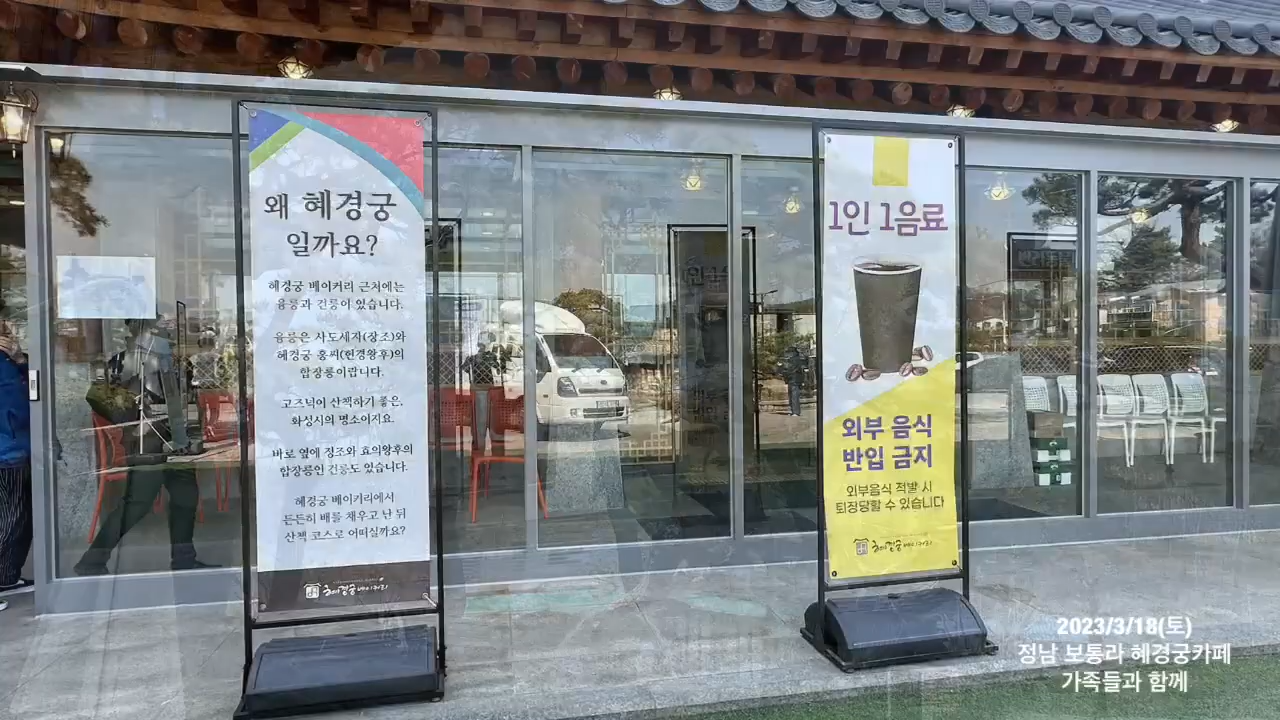 왜 혜경궁
일까요?
혜경궁 베이커리 근처에는
융릉과 건릉이 있습니다.
융릉은 사도세자(장조)와
혜경궁 홍씨(헌경왕후)의
합장릉이랍니다.
고즈넉이 산책하기 좋은,
화성시의 명소이지요.
바로 옆에 정조와 효의왕후의
합장릉인 건릉도 있습니다.
혜경궁 베이커리에서
든든히 배를 채우고 난 뒤
산책 코스로 어떠실까요?
혜경궁베이커리
1인 1음료
외부 음식
반입 금지
외부음식 적발 시
퇴장당할 수 있습니다
혜경궁베이커리
2023/3/18(토)
정남 보통라 혜경궁카페
가족들과 함께